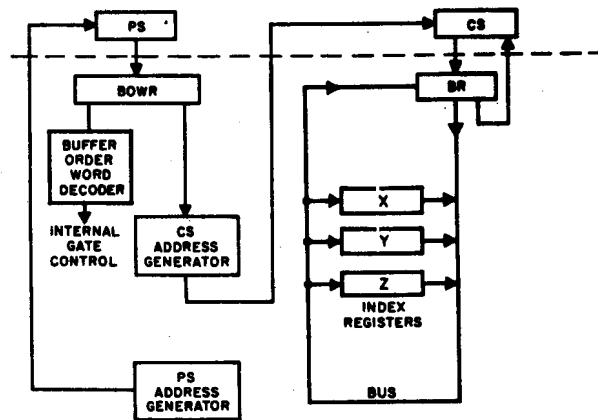 PS
CS
BOWR
BR
BUFFER
ORDER
WORD
DECODER
INTERNAL
GATE
CONTROL
CS
ADDRESS
GENERATOR
X
Y
Z
INDEX
REGISTERS
PS
ADDRESS
GENERATOR
BUS